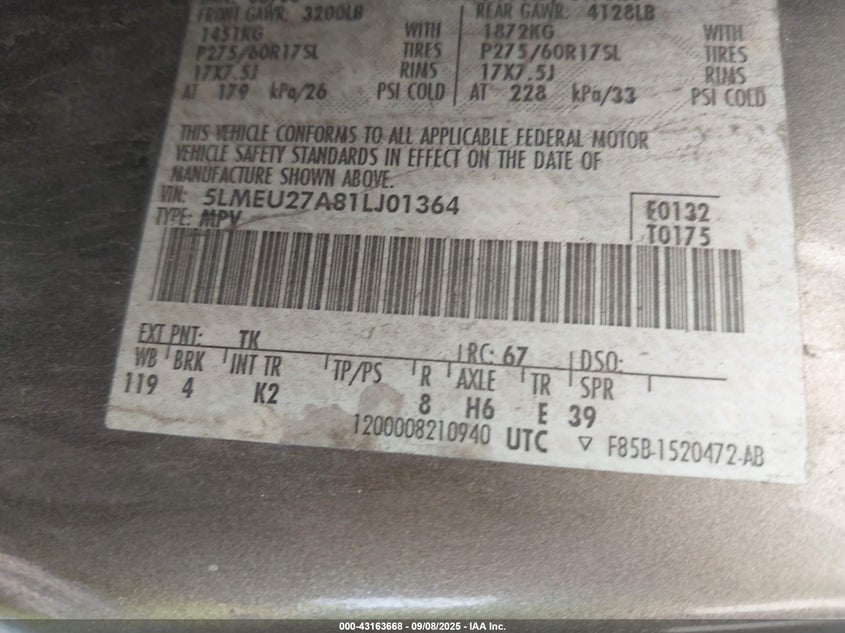 FRONT GAWR: 3200LB REAR GAWR: 4128LB
1451KG WITH 1872KG WITH
P275/60R17SL TIRES P275/60R17SL TIRES
17X7.5J RIMS 17X7.5J RIMS
AT 179 kPa/26 PSI COLD AT 228 kPa/33 PSI COLD
THIS VEHICLE CONFORMS TO ALL APPLICABLE FEDERAL MOTOR
VEHICLE SAFETY STANDARDS IN EFFECT ON THE DATE OF
MANUFACTURE SHOWN ABOVE.
VIN: 5LMEU27A81LJ01364 E0132
TYPE: MPV T0175
EXT PNT: TK RC: 67 DSO:
WB BRK INT TR TP/PS R AXLE TR SPR
119 4 K2 8 H6 E 39
1200008210940 UTC ▽ F85B-1520472-AB
000-43163668 - 09/08/2025 - IAA Inc.